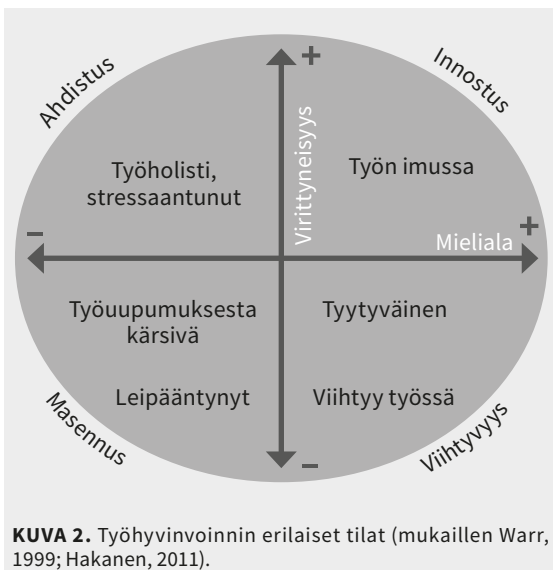 Ahdistus
Innostus
+
Virittyneisyys
Työholisti,
stressaantunut
Työn imussa
–
+
Mieliala
Työuupumuksesta
kärsivä
Tyytyväinen
Leipääntynyt
Viihtyy työssä
Masennus
Viihtyvyys
–
KUVA 2. Työhyvinvoinnin erilaiset tilat (mukaillen Warr,
1999; Hakanen, 2011).